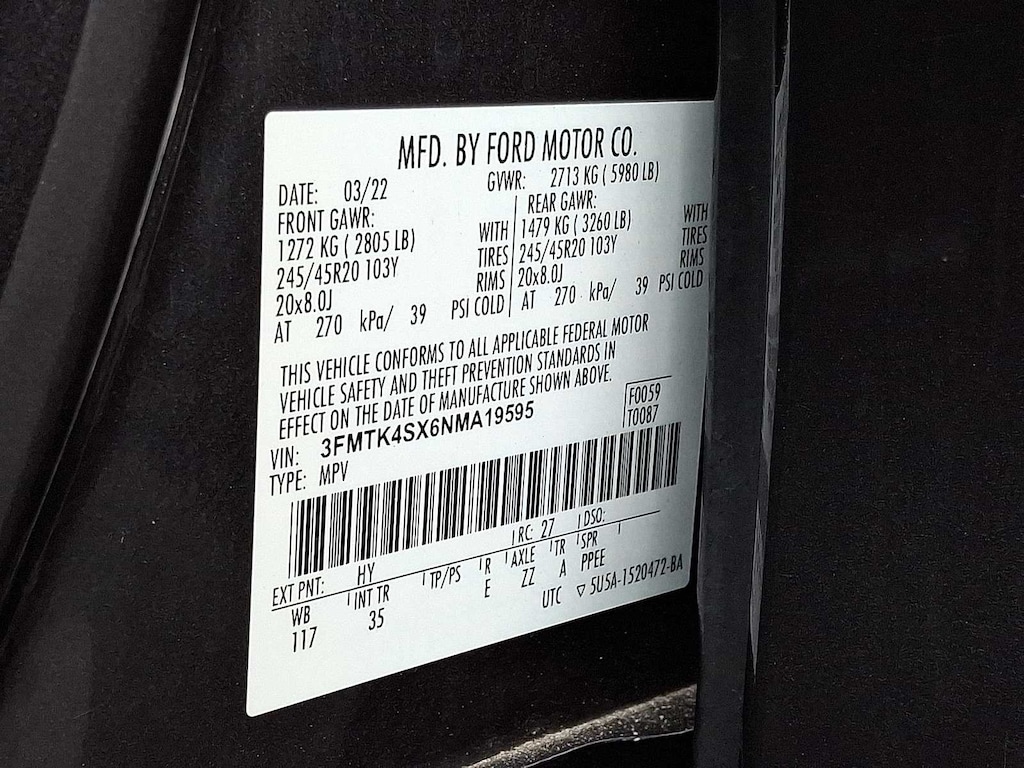 MFD. BY FORD MOTOR CO.
DATE: 03/22 GVWR: 2713 KG ( 5980 LB)
FRONT GAWR: REAR GAWR:
1272 KG ( 2805 LB) WITH 1479 KG ( 3260 LB) WITH
245/45R20 103Y TIRES 245/45R20 103Y TIRES
20x8.0J RIMS 20x8.0J RIMS
AT 270 kPa/ 39 PSI COLD AT 270 kPa/ 39 PSI COLD
THIS VEHICLE CONFORMS TO ALL APPLICABLE FEDERAL MOTOR
VEHICLE SAFETY AND THEFT PREVENTION STANDARDS IN
EFFECT ON THE DATE OF MANUFACTURE SHOWN ABOVE.
F0059
VIN: 3FMTK4SX6NMA19595 T0087
TYPE: MPV
EXT PNT: HY RC: 27 DSO:
WB INT TR TP/PS R AXLE TR SPR
117 35 E ZZ A PPEE
UTC ▽ 5U5A-1520472-BA